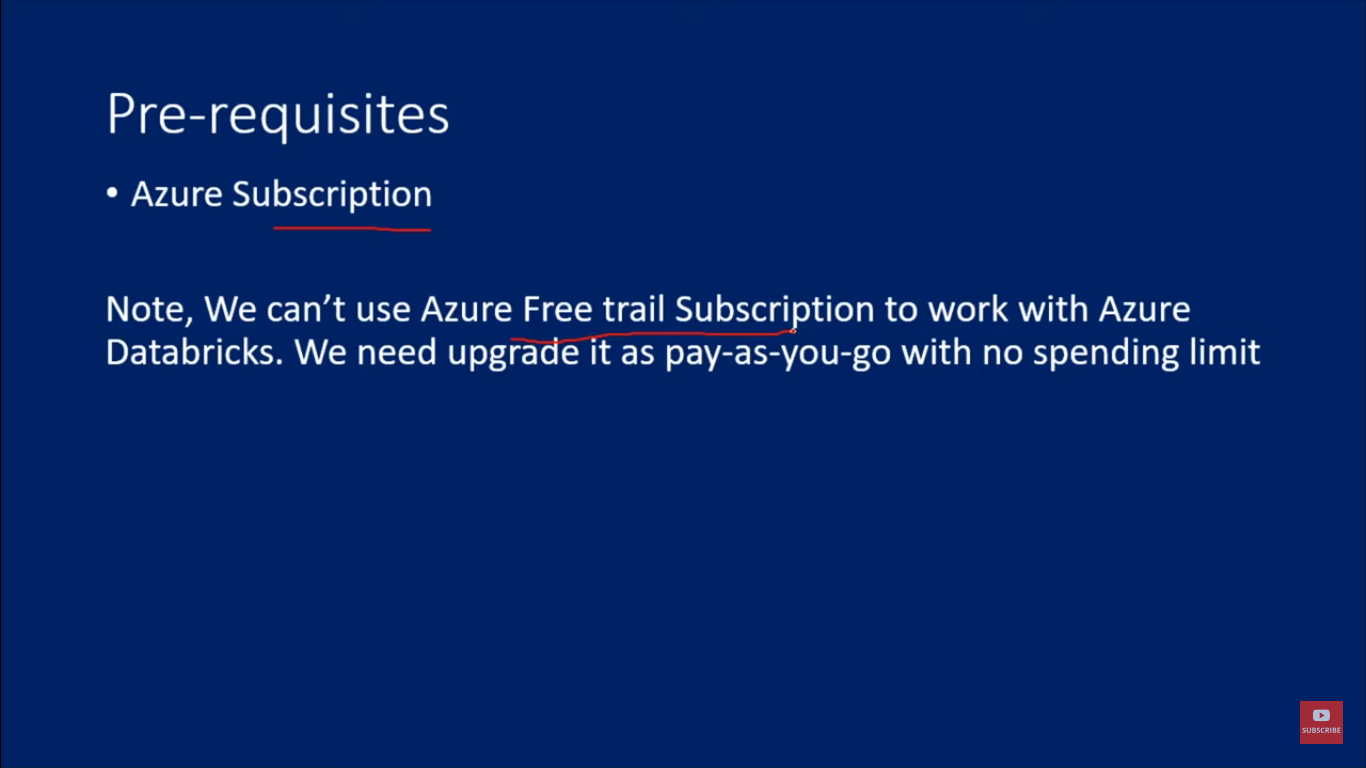 Pre-requisites
• Azure Subscription
Note, We can’t use Azure Free trail Subscription to work with Azure
Databricks. We need upgrade it as pay-as-you-go with no spending limit
SUBSCRIBE